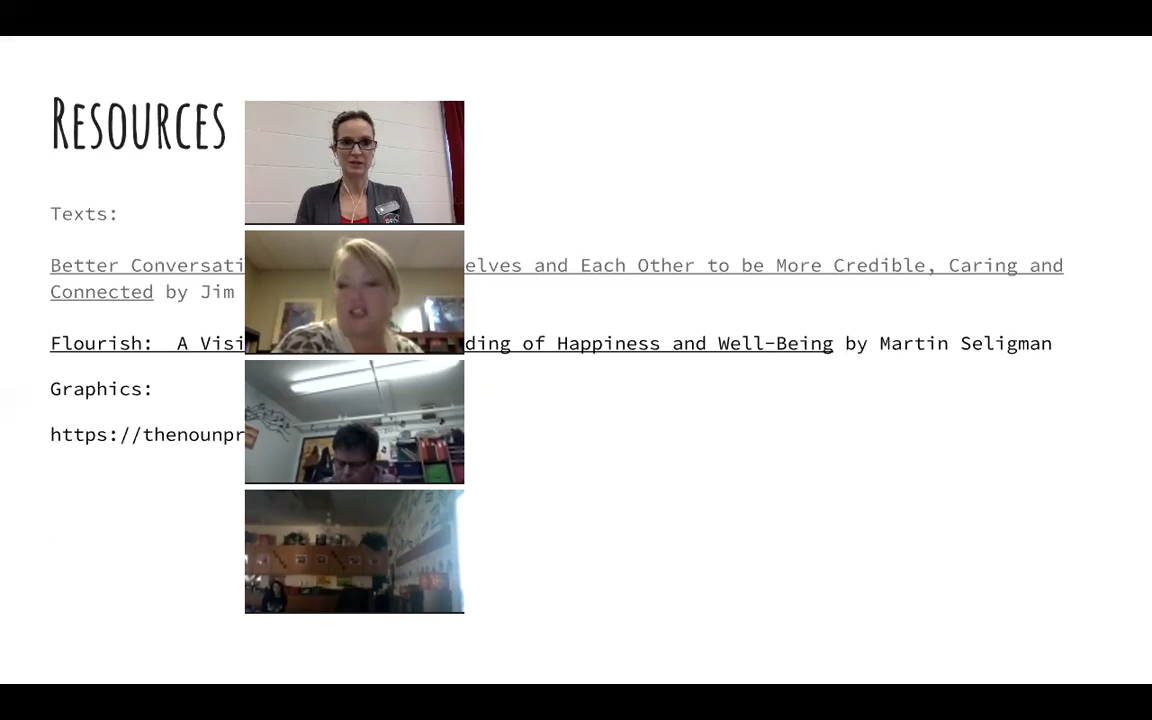 Resources
Texts:
Better Conversati elves and Each Other to be More Credible, Caring and
Connected by Jim
Flourish: A Visi ding of Happiness and Well-Being by Martin Seligman
Graphics:
https://thenounpr